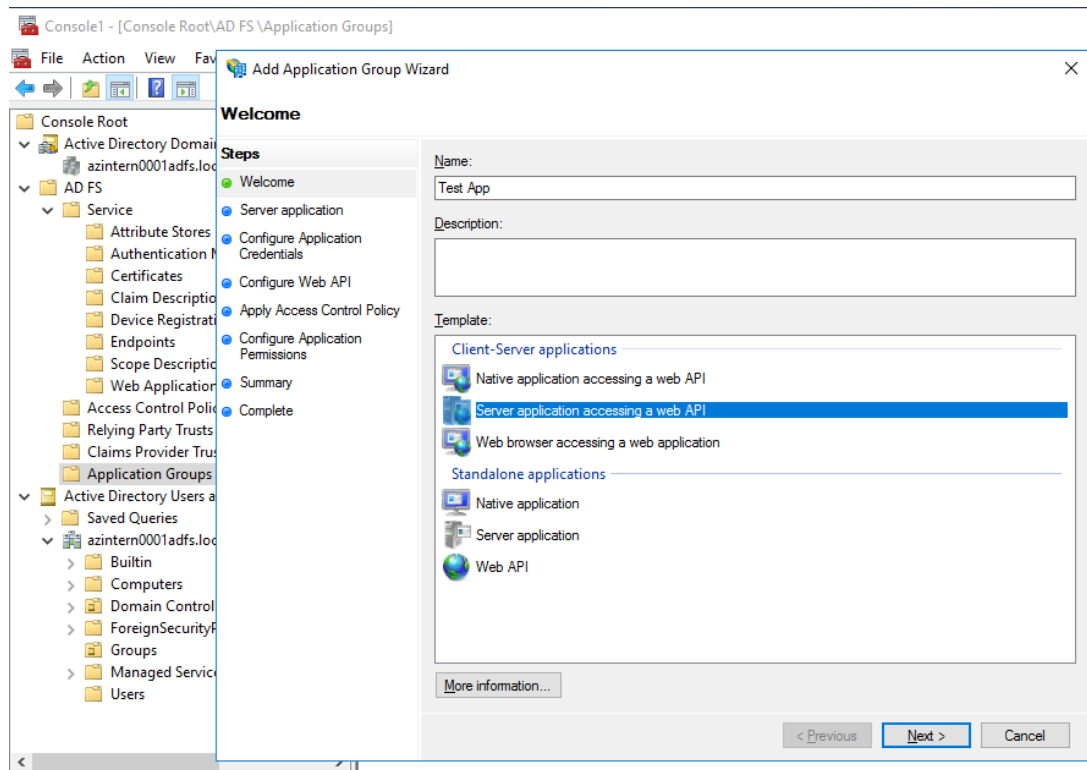 Console1 - [Console Root\AD FS \Application Groups]
File Action View Fav
Console Root
Active Directory Domai
azintern0001adfs.loc
AD FS
Service
Attribute Stores
Authentication M
Certificates
Claim Descriptio
Device Registrati
Endpoints
Scope Descriptic
Web Application
Access Control Polic
Relying Party Trusts
Claims Provider Trus
Application Groups
Active Directory Users a
Saved Queries
azintern0001adfs.loc
Builtin
Computers
Domain Control
ForeignSecurityP
Groups
Managed Service
Users
Add Application Group Wizard
Welcome
Steps
Welcome
Server application
Configure Application
Credentials
Configure Web API
Apply Access Control Policy
Configure Application
Permissions
Summary
Complete
Name:
Test App
Description:
Template:
Client-Server applications
Native application accessing a web API
Server application accessing a web API
Web browser accessing a web application
Standalone applications
Native application
Server application
Web API
More information...
< Previous
Next >
Cancel